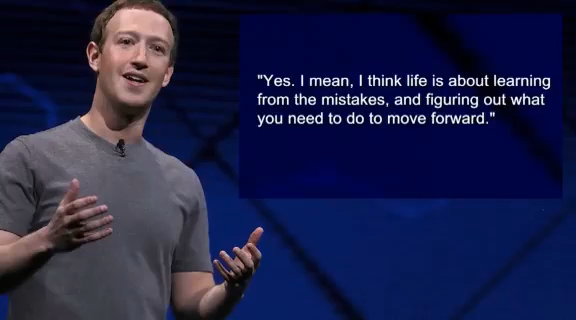 "Yes. I mean, I think life is about learning
from the mistakes, and figuring out what
you need to do to move forward."